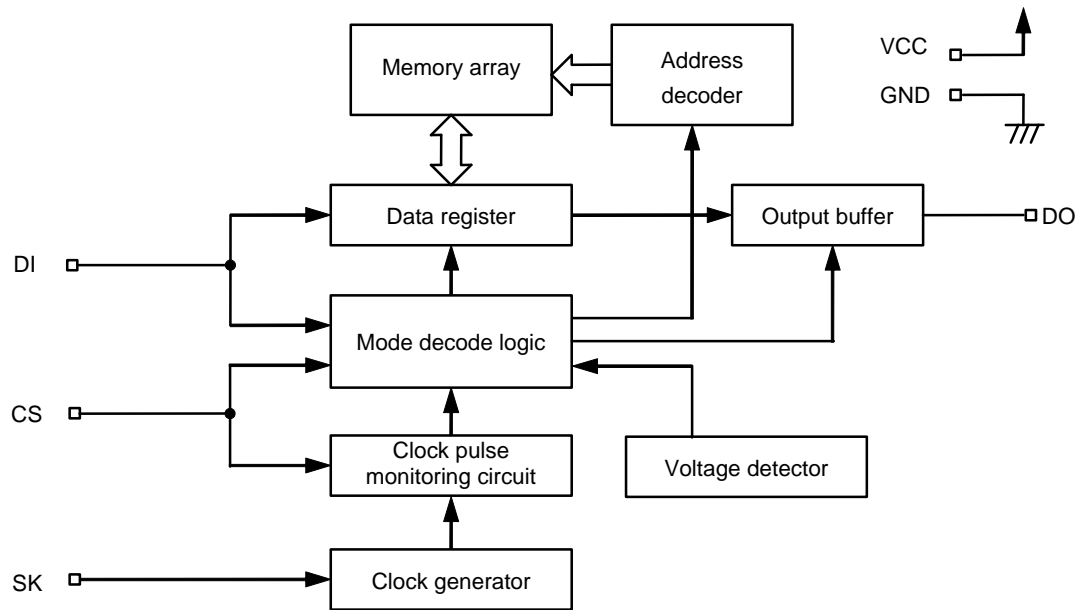 Memory array
Address
decoder
VCC
GND
Data register
Output buffer
DO
DI
Mode decode logic
CS
Clock pulse
monitoring circuit
Voltage detector
SK
Clock generator